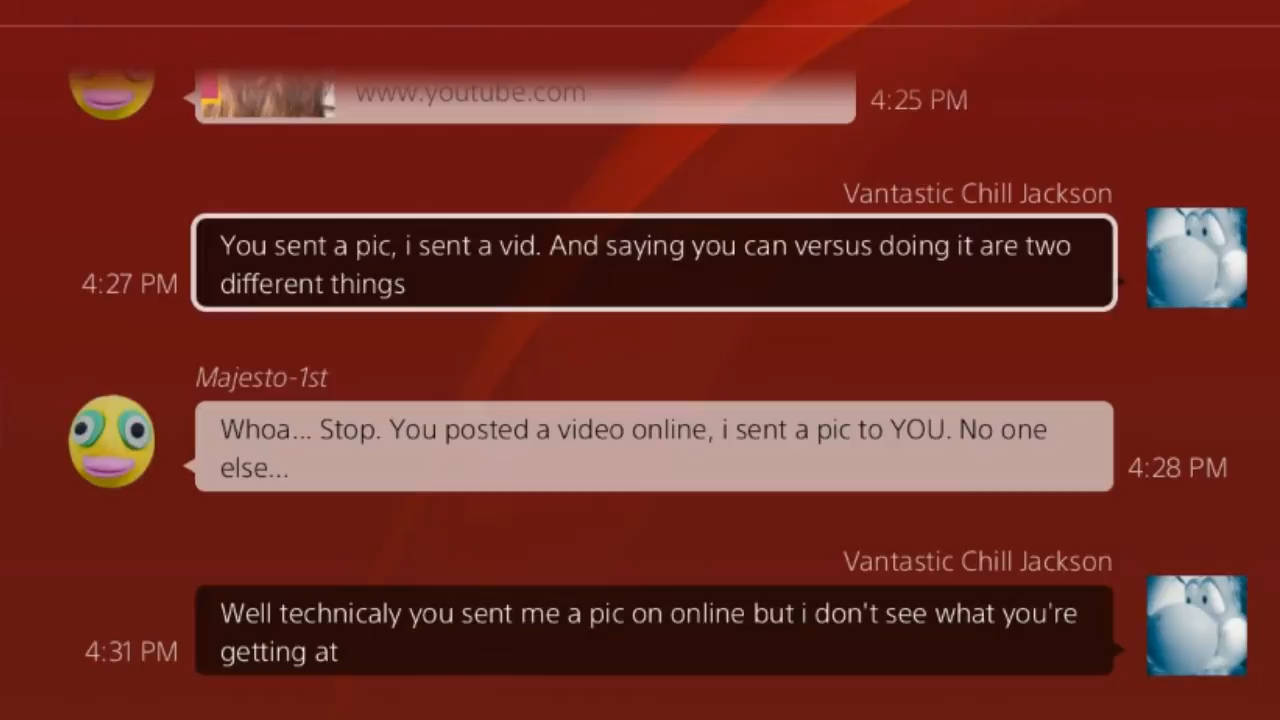 www.youtube.com
4:25 PM
Vantastic Chill Jackson
You sent a pic, i sent a vid. And saying you can versus doing it are two
different things
4:27 PM
Majesto-1st
Whoa... Stop. You posted a video online, i sent a pic to YOU. No one
else...
4:28 PM
Vantastic Chill Jackson
Well technicaly you sent me a pic on online but i don't see what you're
getting at
4:31 PM